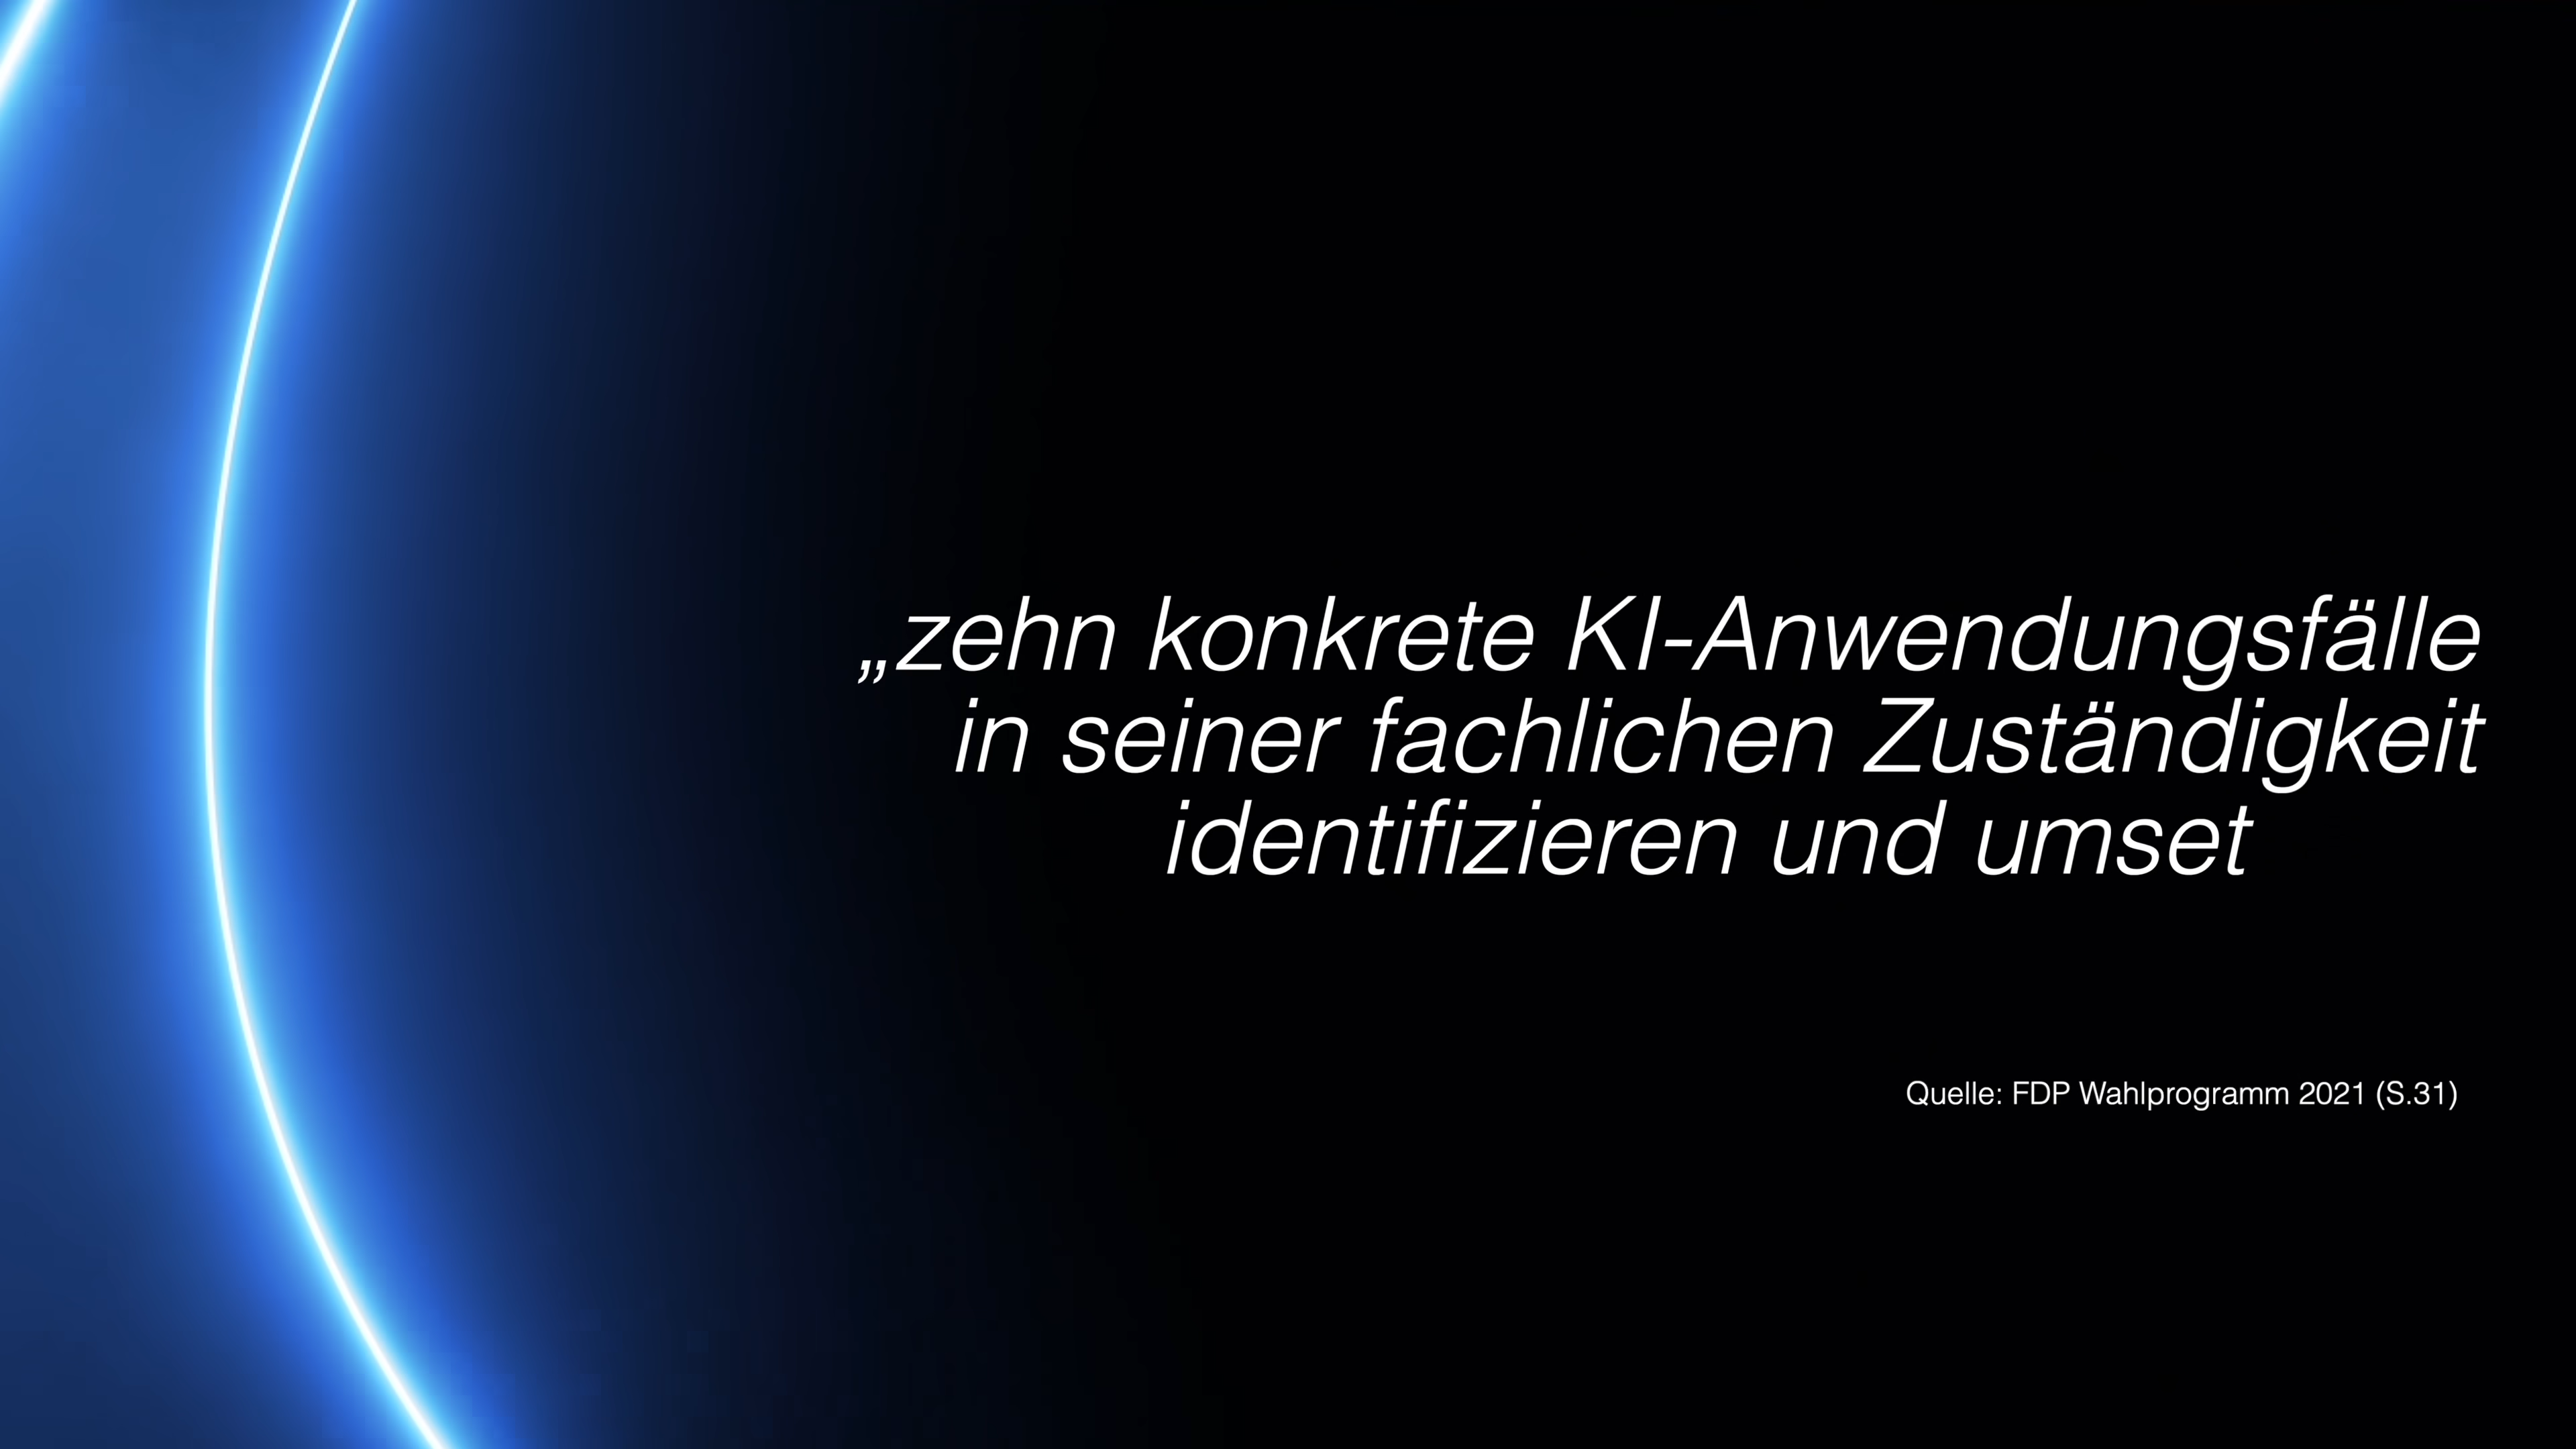 „zehn konkrete KI-Anwendungsfälle
in seiner fachlichen Zuständigkeit
identifizieren und umset
Quelle: FDP Wahlprogramm 2021 (S.31)